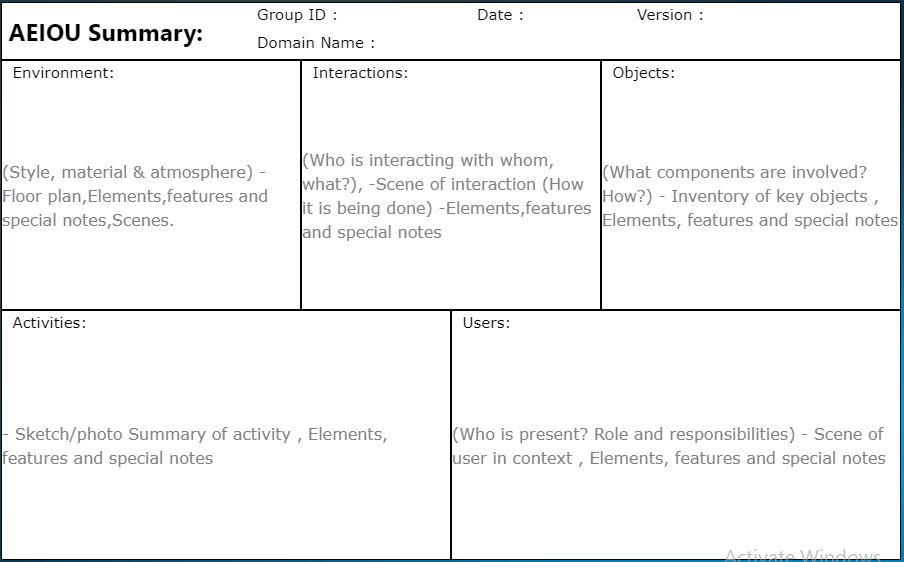 AEIOU Summary:
Group ID :
Date :
Version :
Domain Name :
Environment:
(Style, material & atmosphere) -
Floor plan,Elements,features and
special notes,Scenes.
Interactions:
(Who is interacting with whom,
what?), -Scene of interaction (How
it is being done) -Elements,features
and special notes
Objects:
(What components are involved?
How?) - Inventory of key objects ,
Elements, features and special notes
Activities:
- Sketch/photo Summary of activity , Elements,
features and special notes
Users:
(Who is present? Role and responsibilities) - Scene of
user in context , Elements, features and special notes
Activate Windows